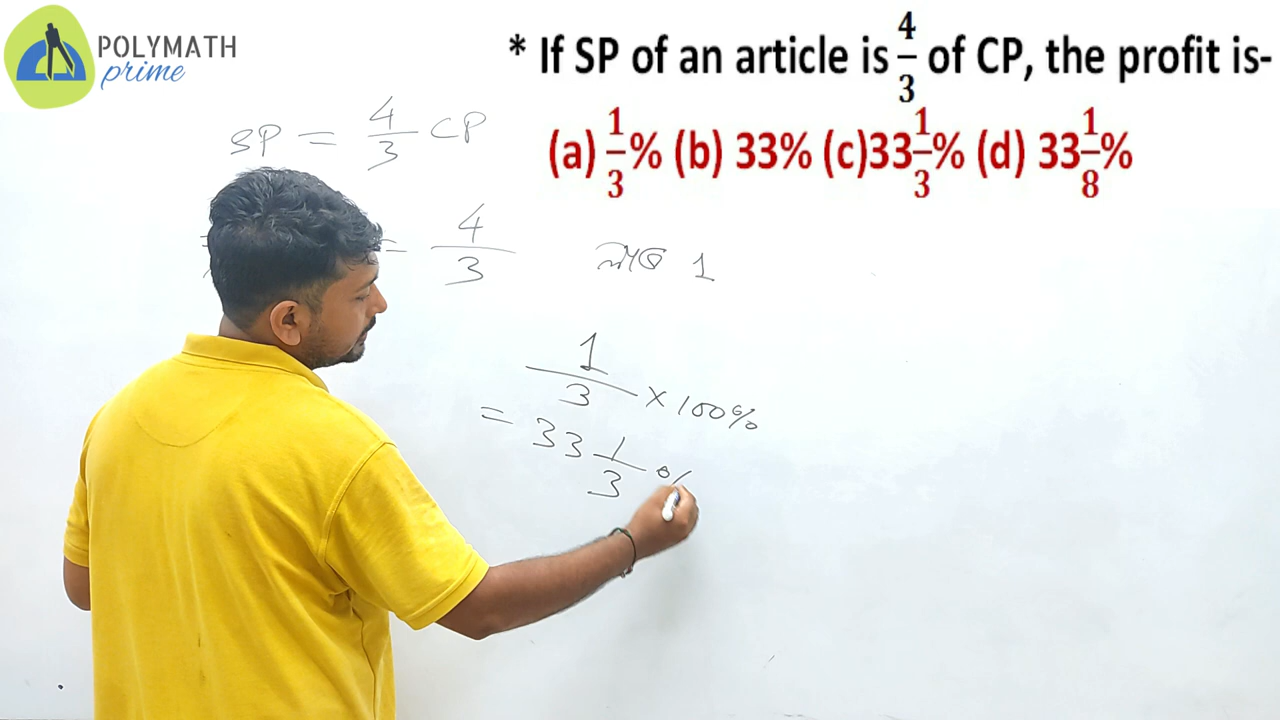 POLYMATH
prime
* If SP of an article is 4/3 of CP, the profit is-
(a) 1/3% (b) 33% (c)33 1/3% (d) 33 1/8%
SP = 4/3 CP
= 4/3 লাভ 1
1/3 × 100%
= 33 1/3 %